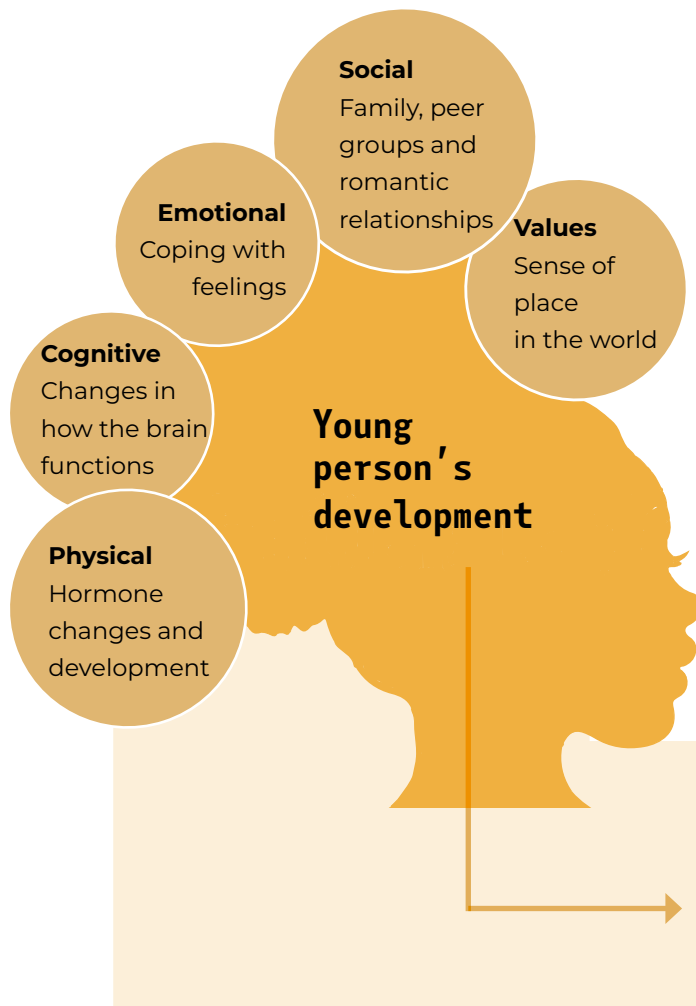 Social
Family, peer
groups and
romantic
relationships
Emotional
Coping with
feelings
Values
Sense of
place
in the world
Cognitive
Changes in
how the brain
functions
Young
person's
development
Physical
Hormone
changes and
development